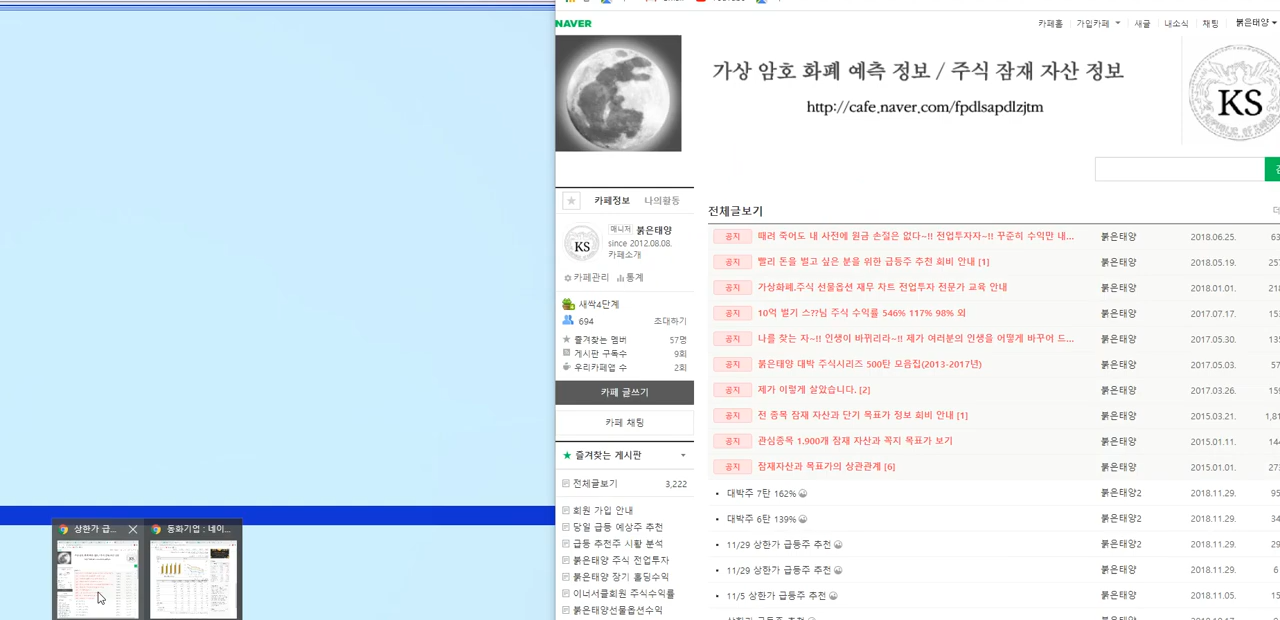 NAVER
카페홈
가입카페
새글
내소식
채팅
붉은태양
가상 암호 화폐 예측 정보 / 주식 잠재 자산 정보
http://cafe.naver.com/fpdlsapdlzjtm
KS
카페정보 나의활동
KS
매니저 붉은태양
since 2012.08.08.
카페소개
카페관리 통계
새싹4단계
694 초대하기
즐겨찾는 멤버 57명
게시판 구독수 9회
우리카페앱 수 2회
카페 글쓰기
카페 채팅
즐겨찾는 게시판
전체글보기 3,222
회원 가입 안내
당일 급등 예상주 추천
급등 추천주 시황 분석
붉은태양 주식 전업투자
붉은태양 장기 홀딩수익
이너서클회원 주식수익률
붉은태양선물옵션수익
전체글보기
공지 때려 죽어도 내 사전에 원금 손절은 없다~!! 전업투자자~!! 꾸준히 수익만 내... 붉은태양 2018.06.25.
공지 빨리 돈을 벌고 싶은 분을 위한 급등주 추천 회비 안내 [1] 붉은태양 2018.05.19.
공지 가상화폐.주식 선물옵션 재무 차트 전업투자 전문가 교육 안내 붉은태양 2018.01.01.
공지 10억 벌기 스??님 주식 수익률 546% 117% 98% 외 붉은태양 2017.07.17.
공지 나를 찾는 자~!! 인생이 바뀌리라~!! 제가 여러분의 인생을 어떻게 바꾸어 드... 붉은태양 2017.05.30.
공지 붉은태양 대박 주식시리즈 500탄 모음집(2013-2017년) 붉은태양 2017.05.03.
공지 제가 이렇게 살았습니다. [2] 붉은태양 2017.03.26.
공지 전 종목 잠재 자산과 단기 목표가 정보 회비 안내 [1] 붉은태양 2015.03.21.
공지 관심종목 1.900개 잠재 자산과 꼭지 목표가 보기 붉은태양 2015.01.11.
공지 잠재자산과 목표가의 상관관계 [6] 붉은태양 2015.01.01.
대박주 7탄 162% 붉은태양2 2018.11.29.
대박주 6탄 139% 붉은태양2 2018.11.29.
11/29 상한가 급등주 추천 붉은태양2 2018.11.29.
11/29 상한가 급등주 추천 붉은태양2 2018.11.29.
11/5 상한가 급등주 추천 붉은태양2 2018.11.05.
상한가 급... 동화기업 : 네이...